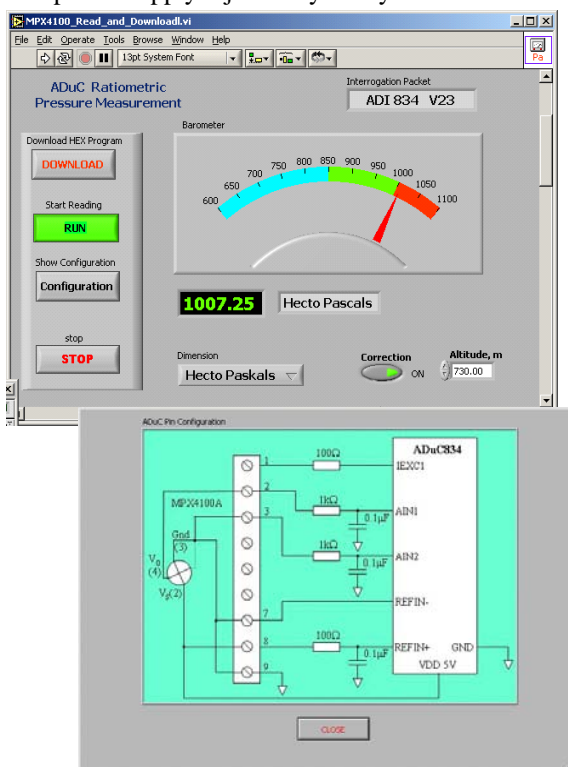 MPX4100_Read_and_Downloadl.vi
File Edit Operate Tools Browse Window Help
13pt System Font
Pa
ADuC Ratiometric
Pressure Measurement
Interrogation Packet
ADI 834 V23
Barometer
600 650 700 750 800 850 900 950 1000 1050 1100
Download HEX Program
DOWNLOAD
Start Reading
RUN
Show Configuration
Configuration
stop
STOP
1007.25 Hecto Pascals
Dimension
Hecto Paskals
Correction
ON
Altitude, m
730.00
ADuC Pin Configuration
ADuC834
1 100Ω IEXC1
2 1kΩ AIN1
0.1μF
MPX4100A
3 1kΩ AIN2
0.1μF
Gnd
(3)
V0
(4)
Vs(2)
7 REFIN-
8 100Ω REFIN+ GND
0.1μF
9
VDD 5V
CLOSE